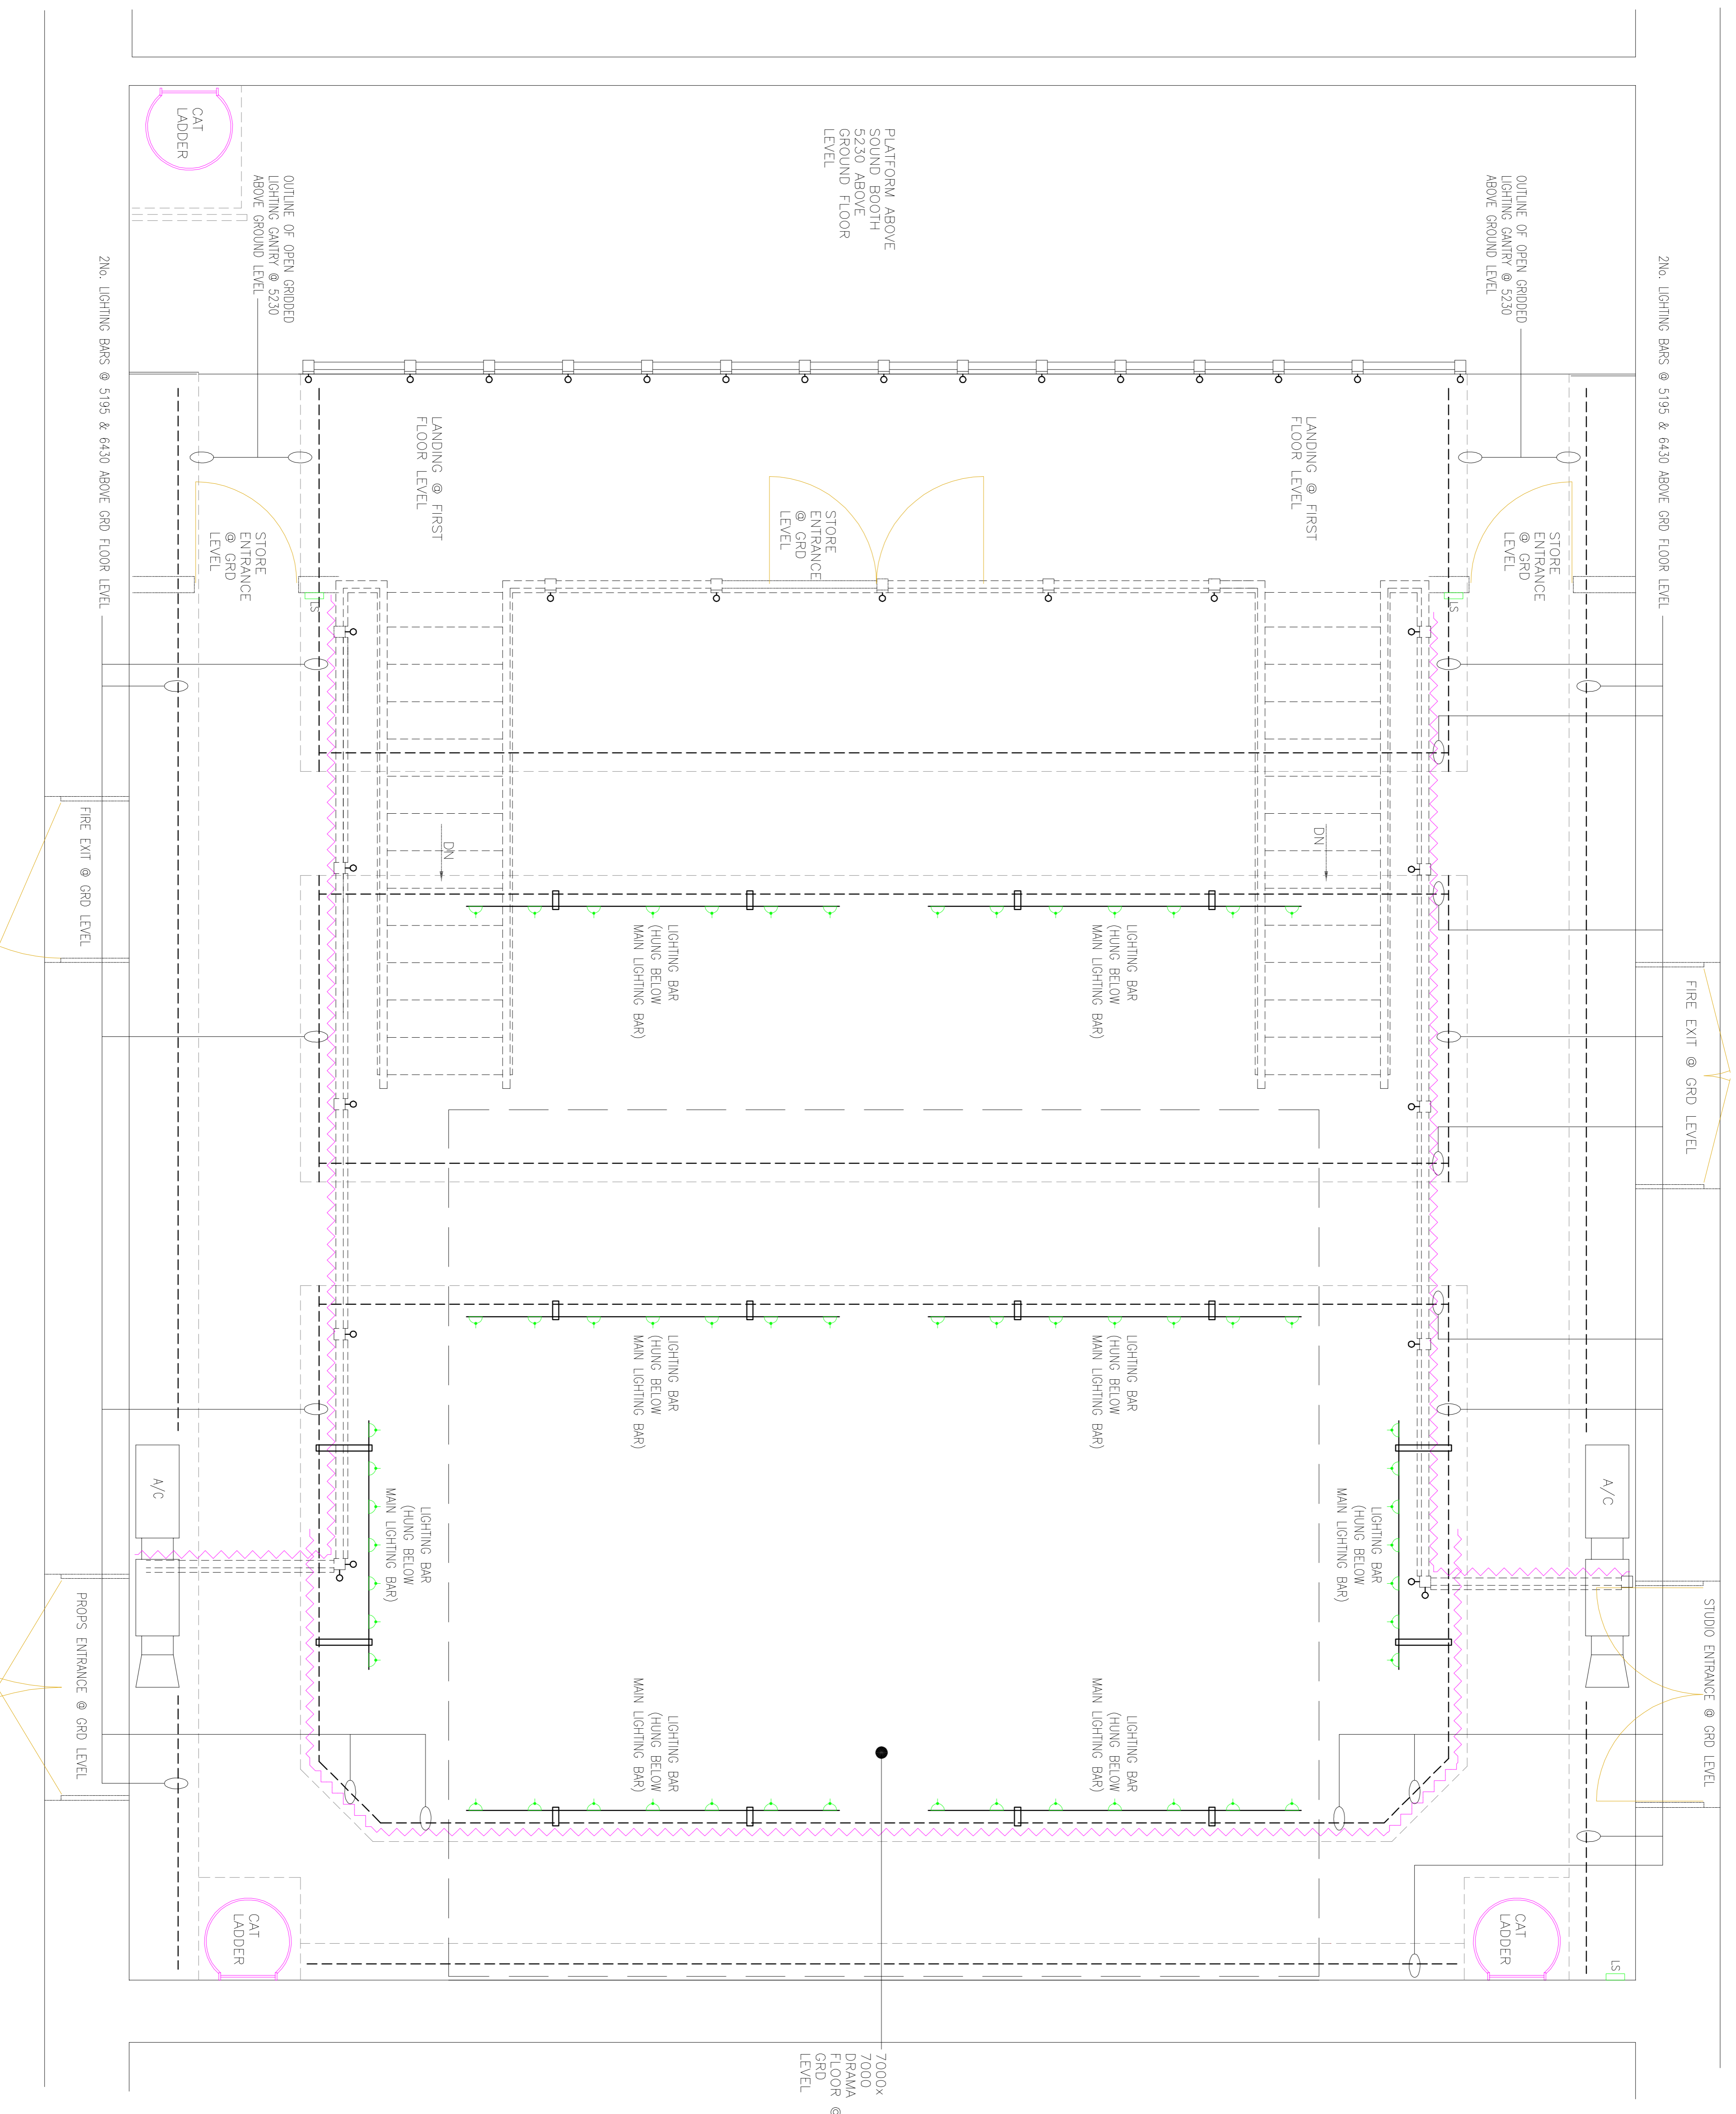 2No. LIGHTING BARS @ 5195 & 6430 ABOVE GRD FLOOR LEVEL
FIRE EXIT @ GRD LEVEL
STUDIO ENTRANCE @ GRD LEVEL
OUTLINE OF OPEN GRIDDED
LIGHTING GANTRY @ 5230
ABOVE GROUND LEVEL
STORE
ENTRANCE
@ GRD
LEVEL
LS
A/C
CAT
LADDER
LS
LANDING @ FIRST
FLOOR LEVEL
DN
LIGHTING BAR
(HUNG BELOW
MAIN LIGHTING BAR)
LIGHTING BAR
(HUNG BELOW
MAIN LIGHTING BAR)
LIGHTING BAR
(HUNG BELOW
MAIN LIGHTING BAR)
LIGHTING BAR
(HUNG BELOW
MAIN LIGHTING BAR)
PLATFORM ABOVE
SOUND BOOTH
5230 ABOVE
GROUND FLOOR
LEVEL
STORE
ENTRANCE
@ GRD
LEVEL
7000x
7000
DRAMA
FLOOR @
GRD
LEVEL
LIGHTING BAR
(HUNG BELOW
MAIN LIGHTING BAR)
LIGHTING BAR
(HUNG BELOW
MAIN LIGHTING BAR)
LIGHTING BAR
(HUNG BELOW
MAIN LIGHTING BAR)
LANDING @ FIRST
FLOOR LEVEL
DN
LIGHTING BAR
(HUNG BELOW
MAIN LIGHTING BAR)
CAT
LADDER
OUTLINE OF OPEN GRIDDED
LIGHTING GANTRY @ 5230
ABOVE GROUND LEVEL
STORE
ENTRANCE
@ GRD
LEVEL
LS
A/C
CAT
LADDER
2No. LIGHTING BARS @ 5195 & 6430 ABOVE GRD FLOOR LEVEL
FIRE EXIT @ GRD LEVEL
PROPS ENTRANCE @ GRD LEVEL